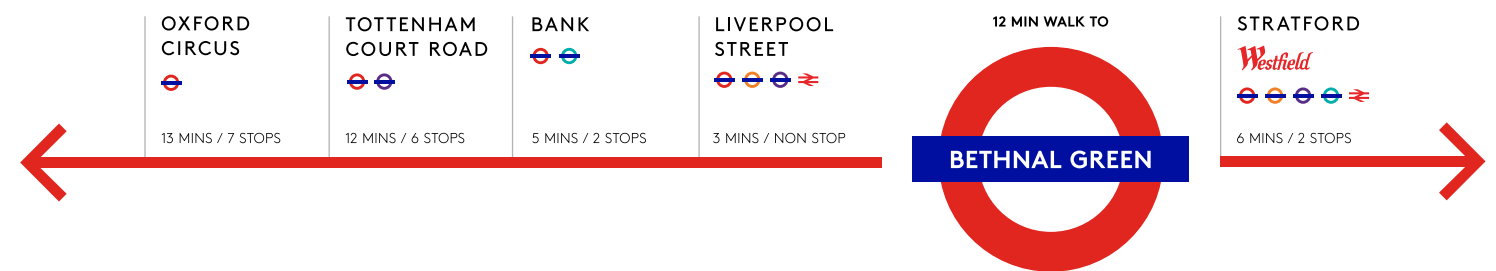 OXFORD
CIRCUS
13 MINS / 7 STOPS
TOTTENHAM
COURT ROAD
12 MINS / 6 STOPS
BANK
5 MINS / 2 STOPS
LIVERPOOL
STREET
3 MINS / NON STOP
12 MIN WALK TO
BETHNAL GREEN
STRATFORD
Westfield
6 MINS / 2 STOPS